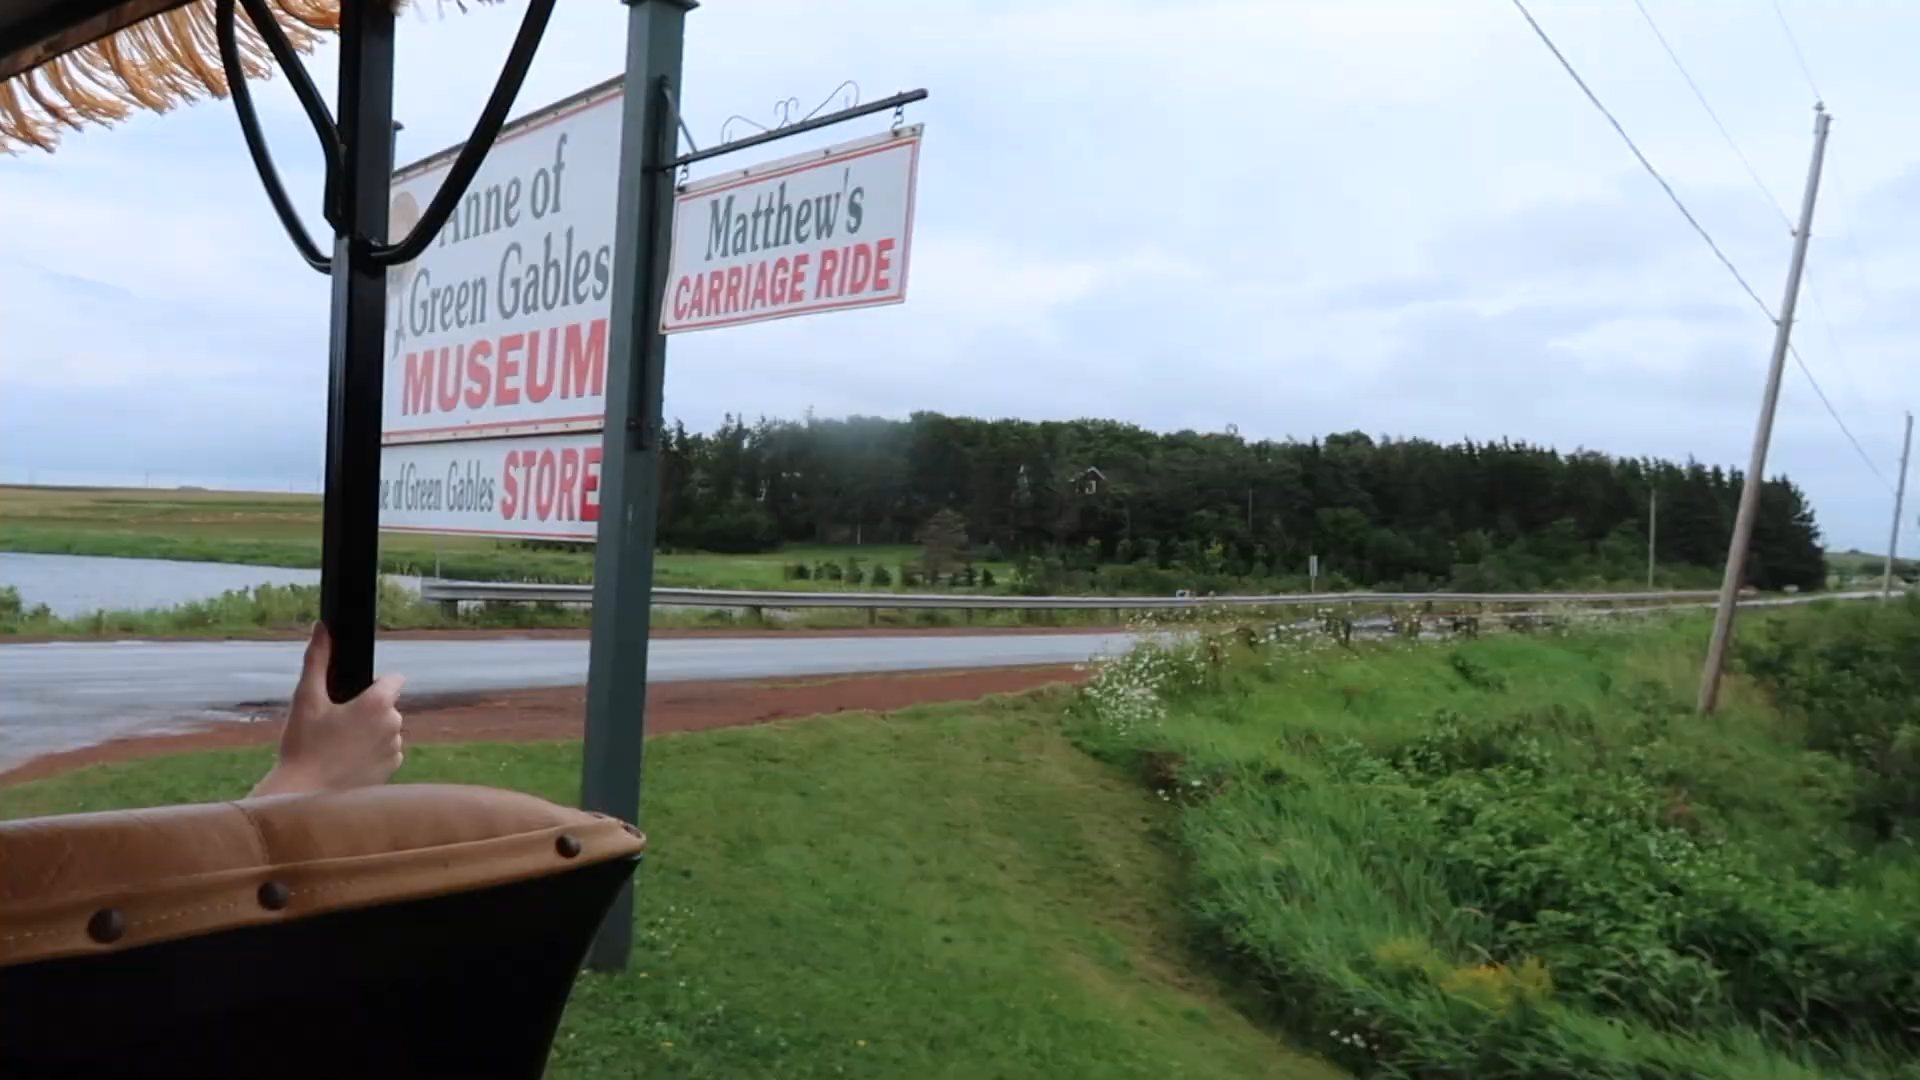 Anne of
Green Gables
MUSEUM
of Green Gables STORE
Matthew's
CARRIAGE RIDE